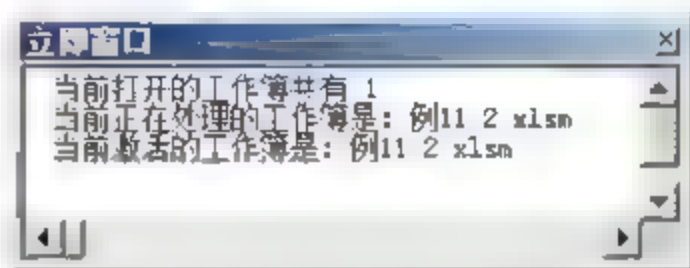 立即窗口
当前打开的工作簿共有 1
当前正在处理的工作簿是: 例11 2 xlsm
当前激活的工作簿是: 例11 2 xlsm